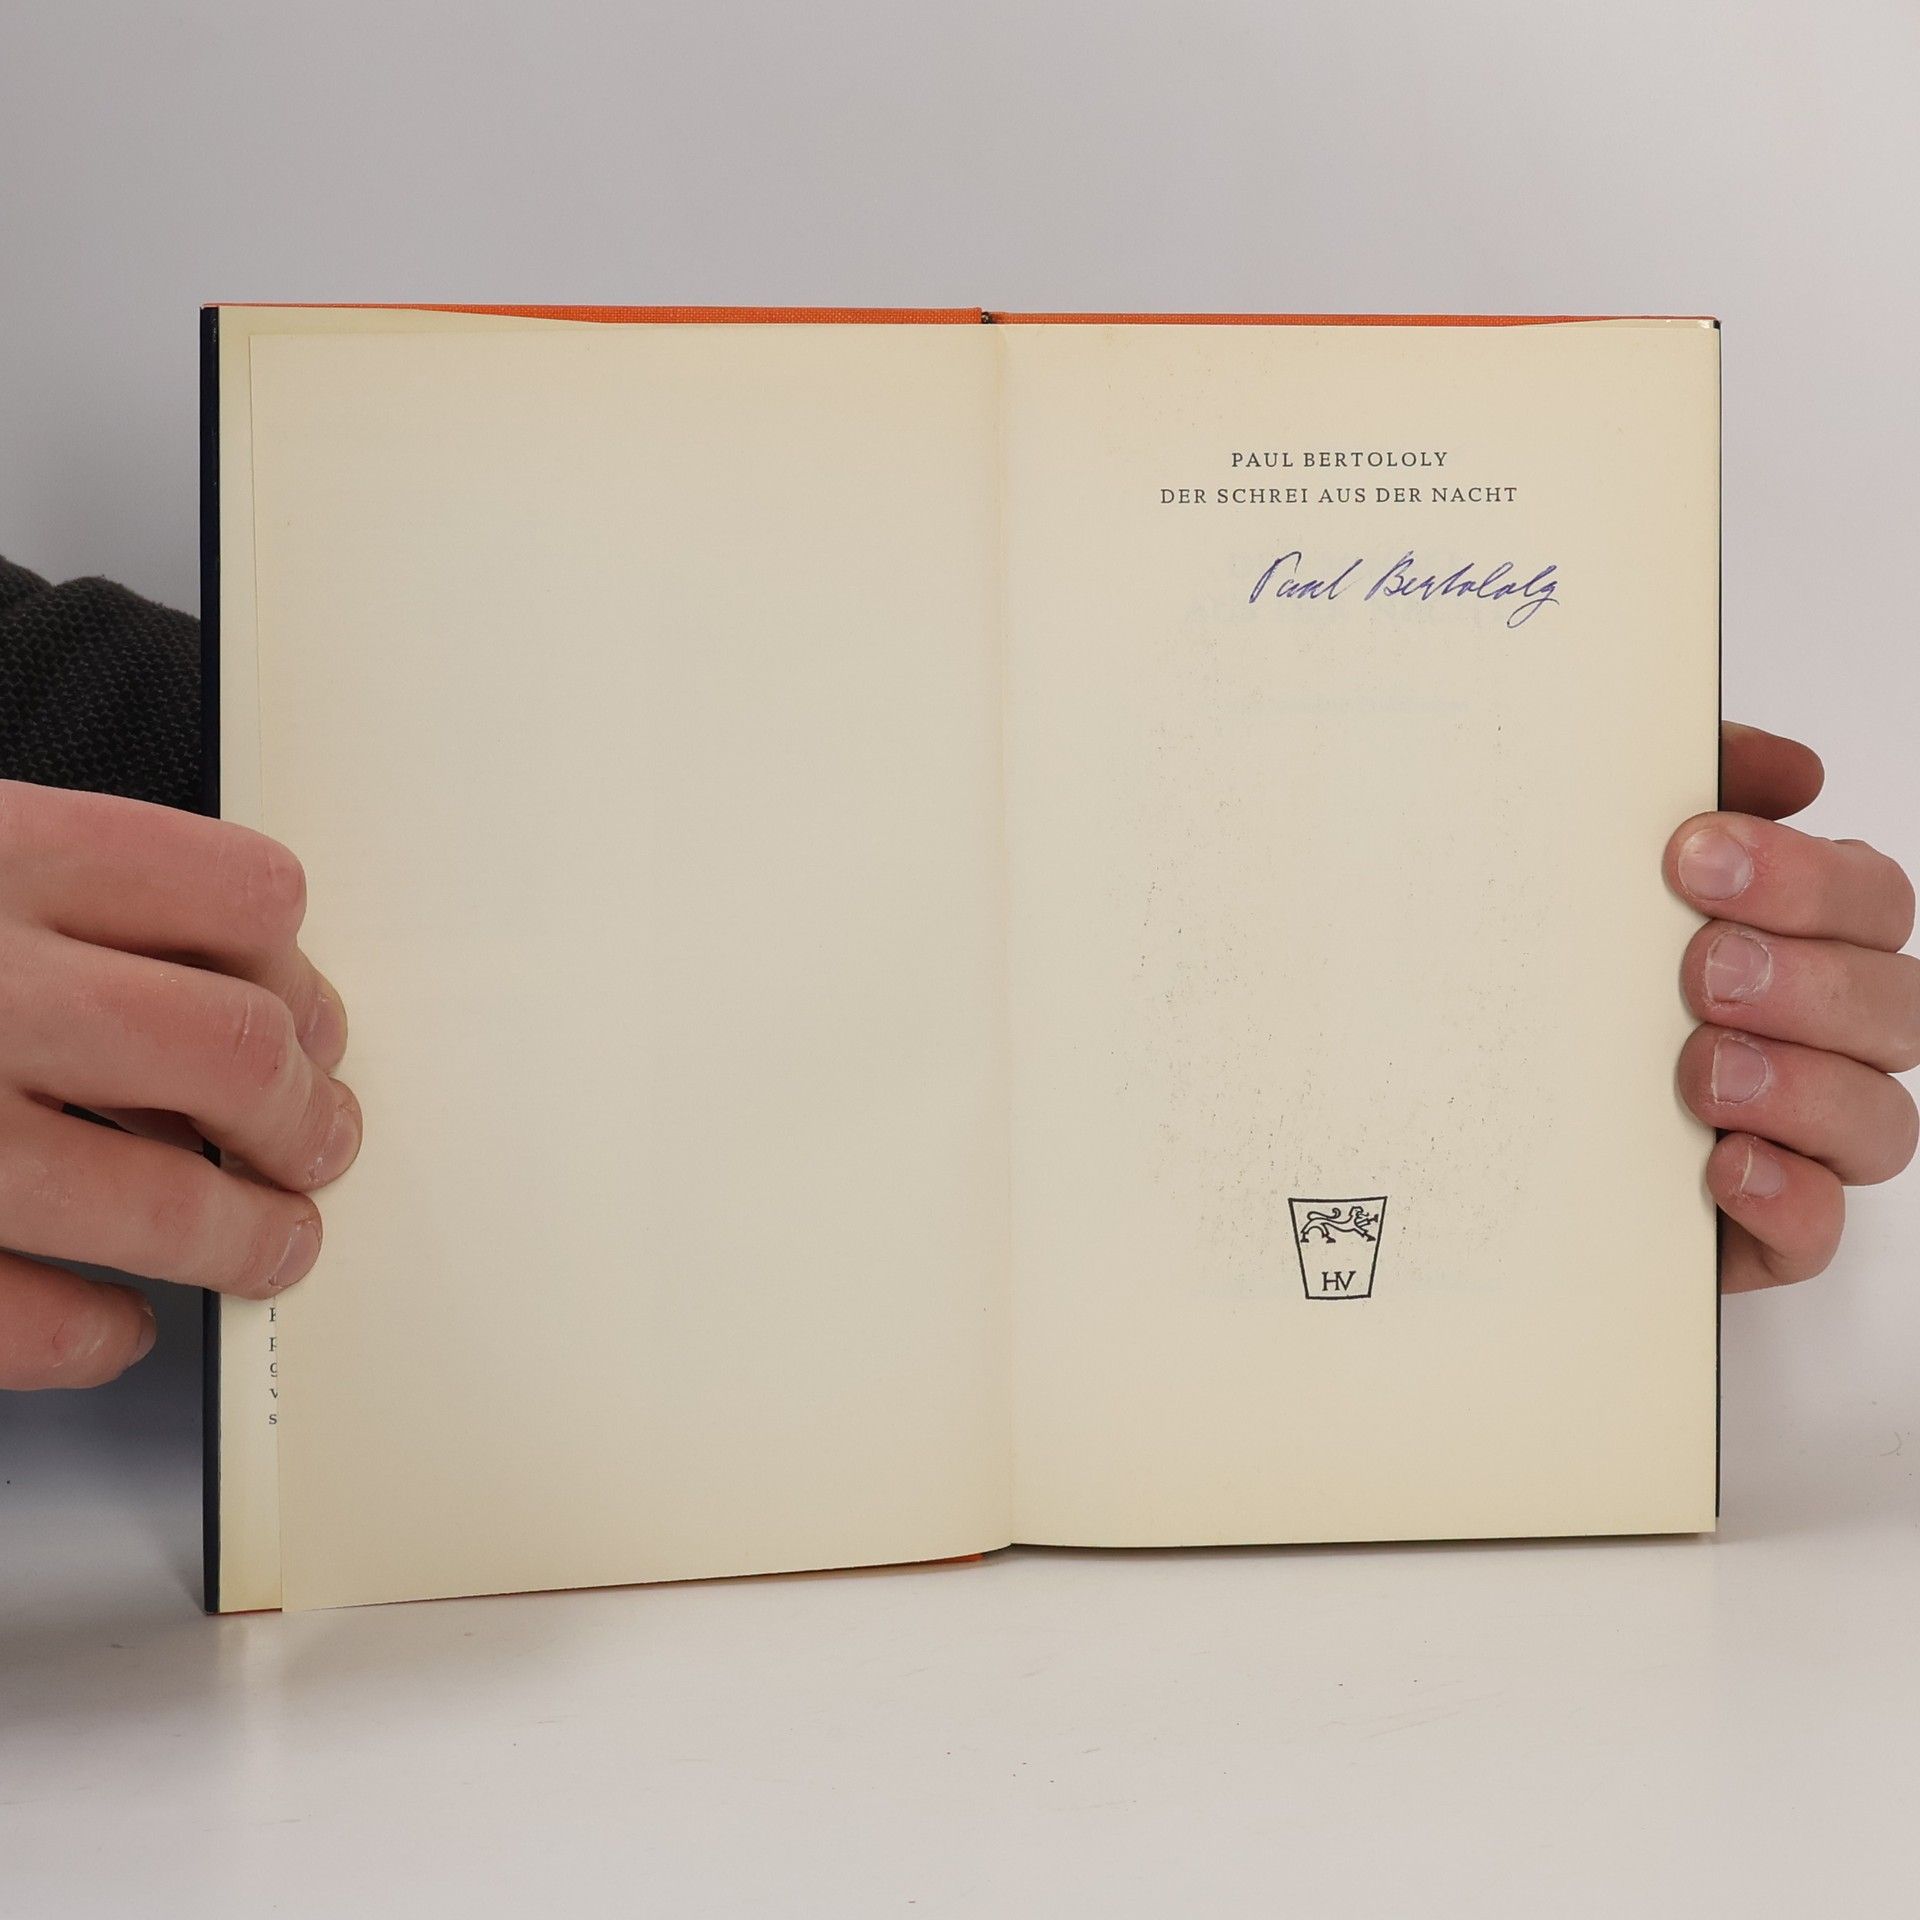 PAUL BERTOLOLY
DER SCHREI AUS DER NACHT
Paul Bertololy
HV
p
g
v
s